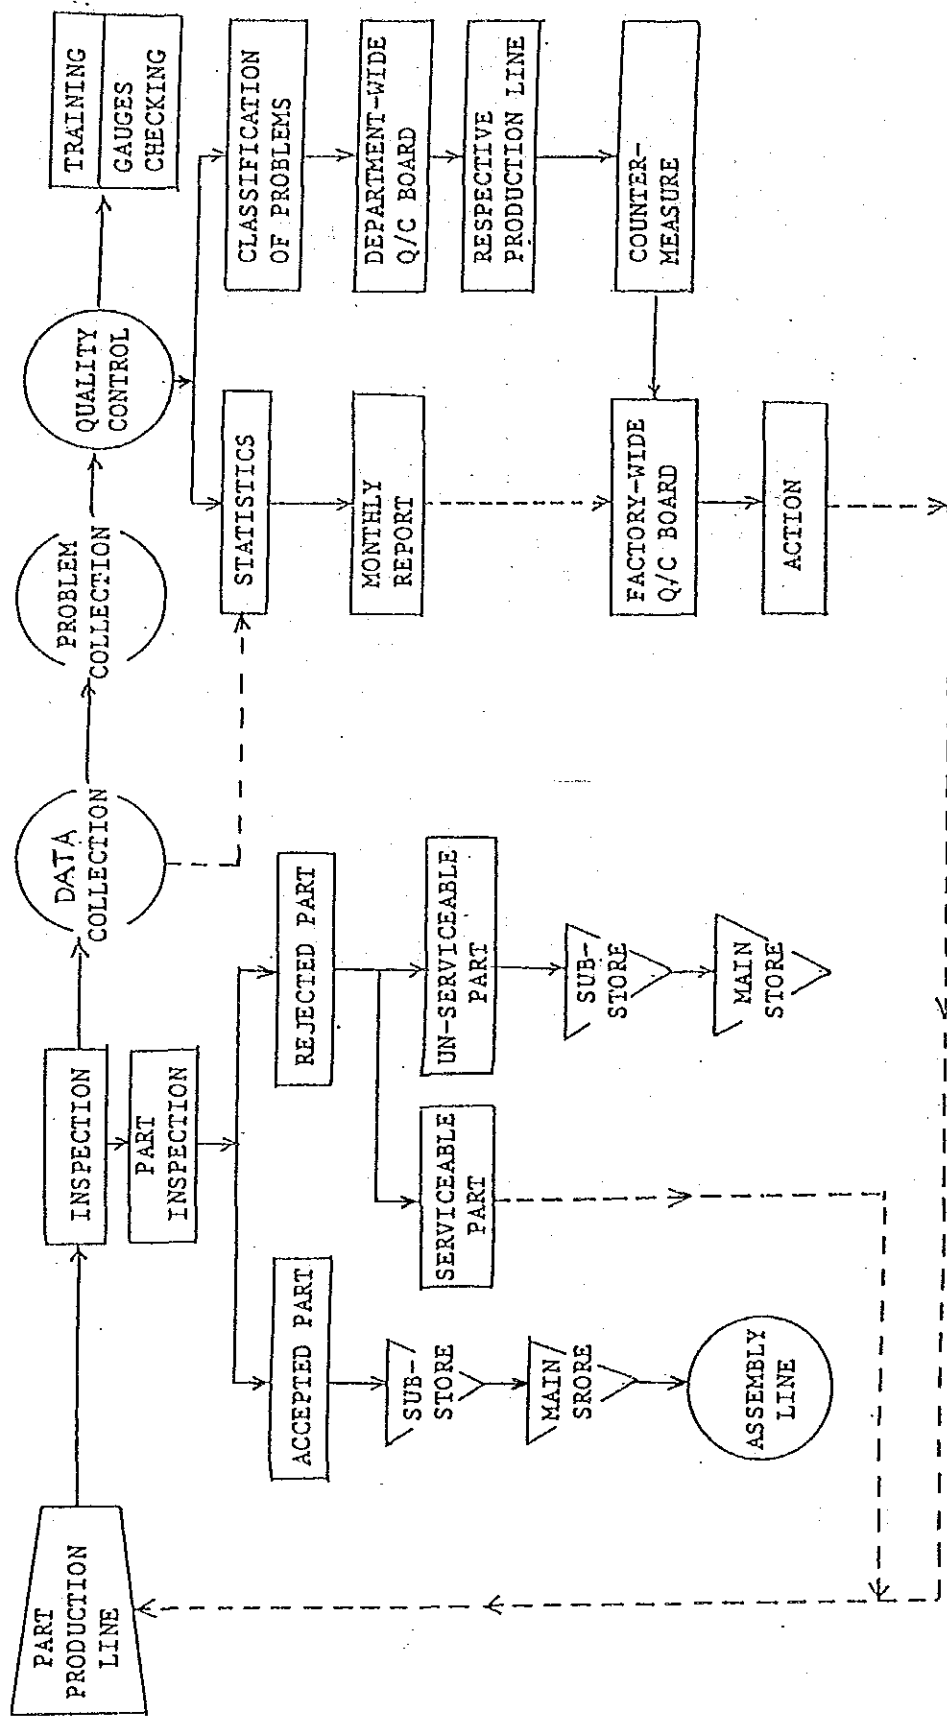 PART
PRODUCTION
LINE
INSPECTION
PART
INSPECTION
DATA
COLLECTION
PROBLEM
COLLECTION
QUALITY
CONTROL
TRAINING
GAUGES
CHECKING
ACCEPTED PART
SUB-
STORE
MAIN
SRORE
ASSEMBLY
LINE
REJECTED PART
SERVICEABLE
PART
UN-SERVICEABLE
PART
SUB-
STORE
MAIN
STORE
STATISTICS
MONTHLY
REPORT
FACTORY-WIDE
Q/C BOARD
ACTION
CLASSIFICATION
OF PROBLEMS
DEPARTMENT-WIDE
Q/C BOARD
RESPECTIVE
PRODUCTION LINE
COUNTER-
MEASURE